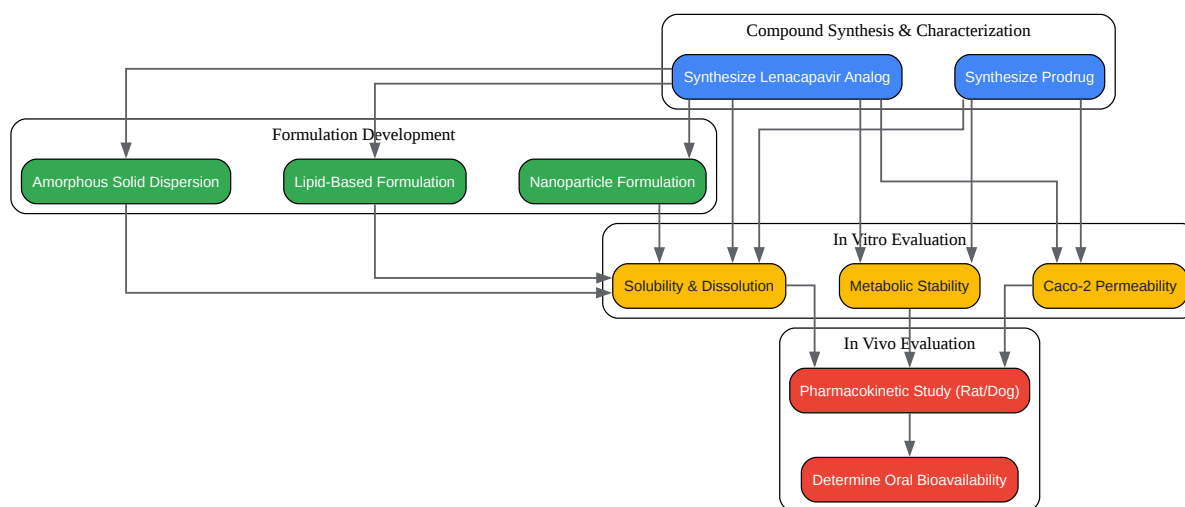 Compound Synthesis & Characterization
Synthesize Lenacapavir Analog
Synthesize Prodrug
Formulation Development
Amorphous Solid Dispersion
Lipid-Based Formulation
Nanoparticle Formulation
In Vitro Evaluation
Solubility & Dissolution
Metabolic Stability
Caco-2 Permeability
In Vivo Evaluation
Pharmacokinetic Study (Rat/Dog)
Determine Oral Bioavailability